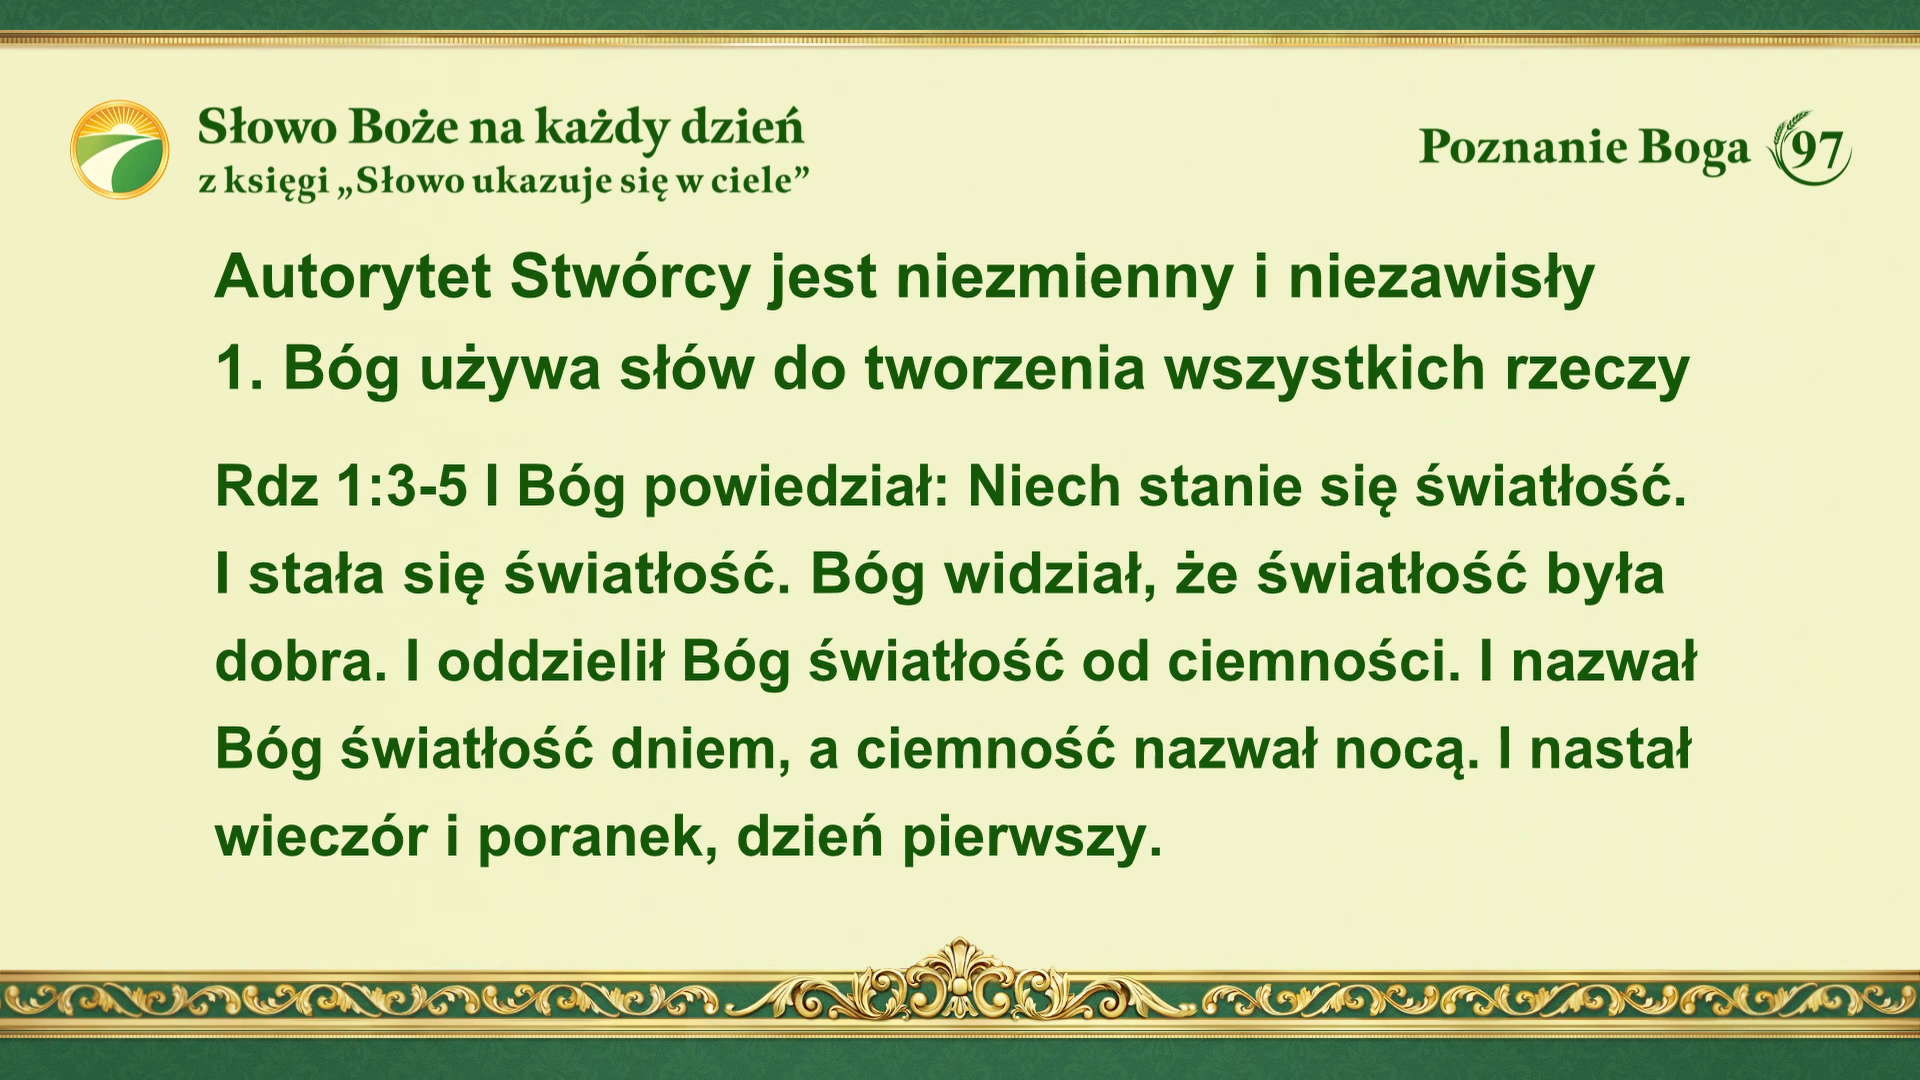 Słowo Boże na każdy dzień
z księgi „Słowo ukazuje się w ciele”
Poznanie Boga 97
Autorytet Stwórcy jest niezmienny i niezawisły
1. Bóg używa słów do tworzenia wszystkich rzeczy
Rdz 1:3-5 I Bóg powiedział: Niech stanie się światłość.
I stała się światłość. Bóg widział, że światłość była
dobra. I oddzielił Bóg światłość od ciemności. I nazwał
Bóg światłość dniem, a ciemność nazwał nocą. I nastał
wieczór i poranek, dzień pierwszy.